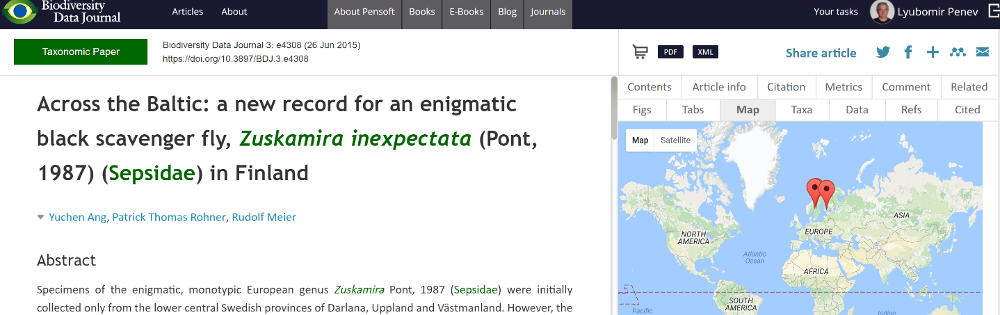 Biodiversity
Data Journal
Articles About
About Pensoft Books E-Books Blog Journals
Your tasks Lyubomir Penev
Taxonomic Paper
Biodiversity Data Journal 3: e4308 (26 Jun 2015)
https://doi.org/10.3897/BDJ.3.e4308
PDF XML Share article
Across the Baltic: a new record for an enigmatic
black scavenger fly, Zuskamira inexpectata (Pont,
1987) (Sepsidae) in Finland
Yuchen Ang, Patrick Thomas Rohner, Rudolf Meier
Abstract
Specimens of the enigmatic, monotypic European genus Zuskamira Pont, 1987 (Sepsidae) were initially
collected only from the lower central Swedish provinces of Darlana, Uppland and Västmanland. However, the
Contents Article info Citation Metrics Comment Related
Figs Tabs Map Taxa Data Refs Cited
Map Satellite
NORTH
AMERICA
Atlantic
Ocean
EUROPE
ASIA
AFRICA
SOUTH
AMERICA
Pacific
Indian